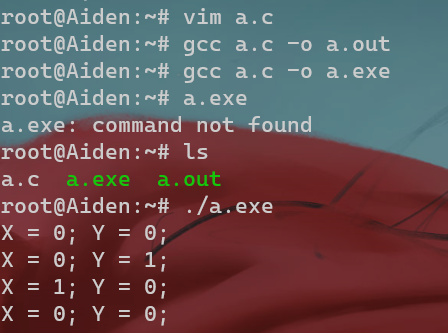 root@Aiden:~# vim a.c
root@Aiden:~# gcc a.c -o a.out
root@Aiden:~# gcc a.c -o a.exe
root@Aiden:~# a.exe
a.exe: command not found
root@Aiden:~# ls
a.c  a.exe  a.out
root@Aiden:~# ./a.exe
X = 0; Y = 0;
X = 0; Y = 1;
X = 1; Y = 0;
X = 0; Y = 0;